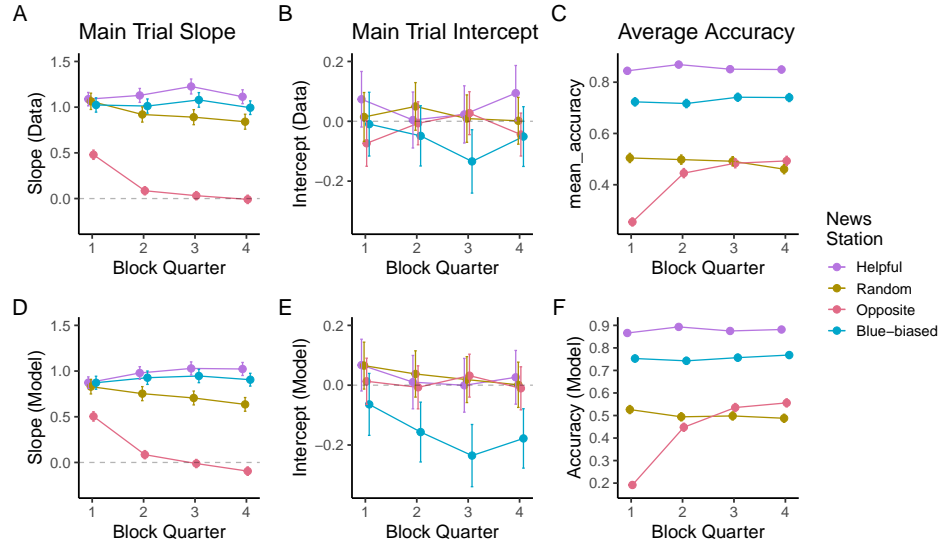 A
Main Trial Slope
B
Main Trial Intercept
C
Average Accuracy
Slope (Data)
1.5
1.0
0.5
0.0
1 2 3 4
Block Quarter
Intercept (Data)
0.2
0.0
−0.2
1 2 3 4
Block Quarter
mean_accuracy
0.8
0.6
0.4
1 2 3 4
Block Quarter
News
Station
Helpful
Random
Opposite
Blue−biased
D
E
F
Slope (Model)
1.5
1.0
0.5
0.0
1 2 3 4
Block Quarter
Intercept (Model)
0.2
0.0
−0.2
1 2 3 4
Block Quarter
Accuracy (Model)
0.9
0.8
0.7
0.6
0.5
0.4
0.3
0.2
1 2 3 4
Block Quarter